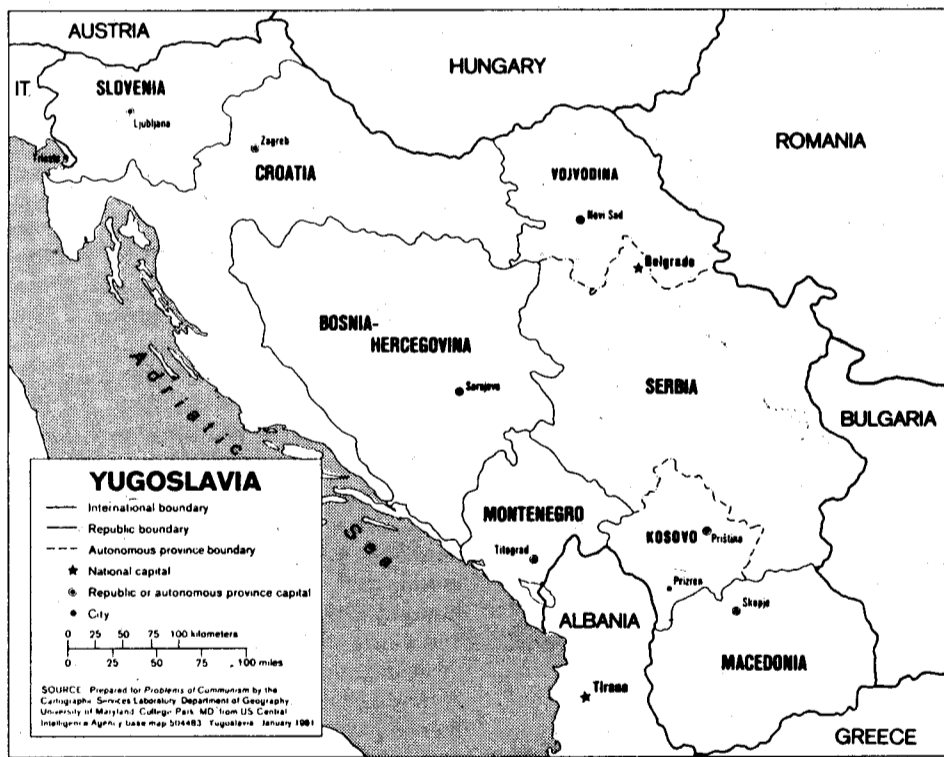 AUSTRIA
HUNGARY
IT.
SLOVENIA
Ljubljana
Trieste
Zagreb
CROATIA
ROMANIA
VOJVODINA
Novi Sad
Belgrade
BOSNIA-
HERCEGOVINA
Sarajevo
SERBIA
BULGARIA
Adriatic
Sea
MONTENEGRO
Titograd
KOSOVO
Priština
Prizren
Skopje
ALBANIA
MACEDONIA
Tirana
GREECE
YUGOSLAVIA
International boundary
Republic boundary
Autonomous province boundary
National capital
Republic or autonomous province capital
City
0 25 50 75 100 kilometers
0 25 50 75 100 miles
SOURCE Prepared for Problems of Communism by the
Cartographic Services Laboratory, Department of Geography,
University of Maryland, College Park, MD from US Central
Intelligence Agency base map 504483 Yugoslavia January 1981